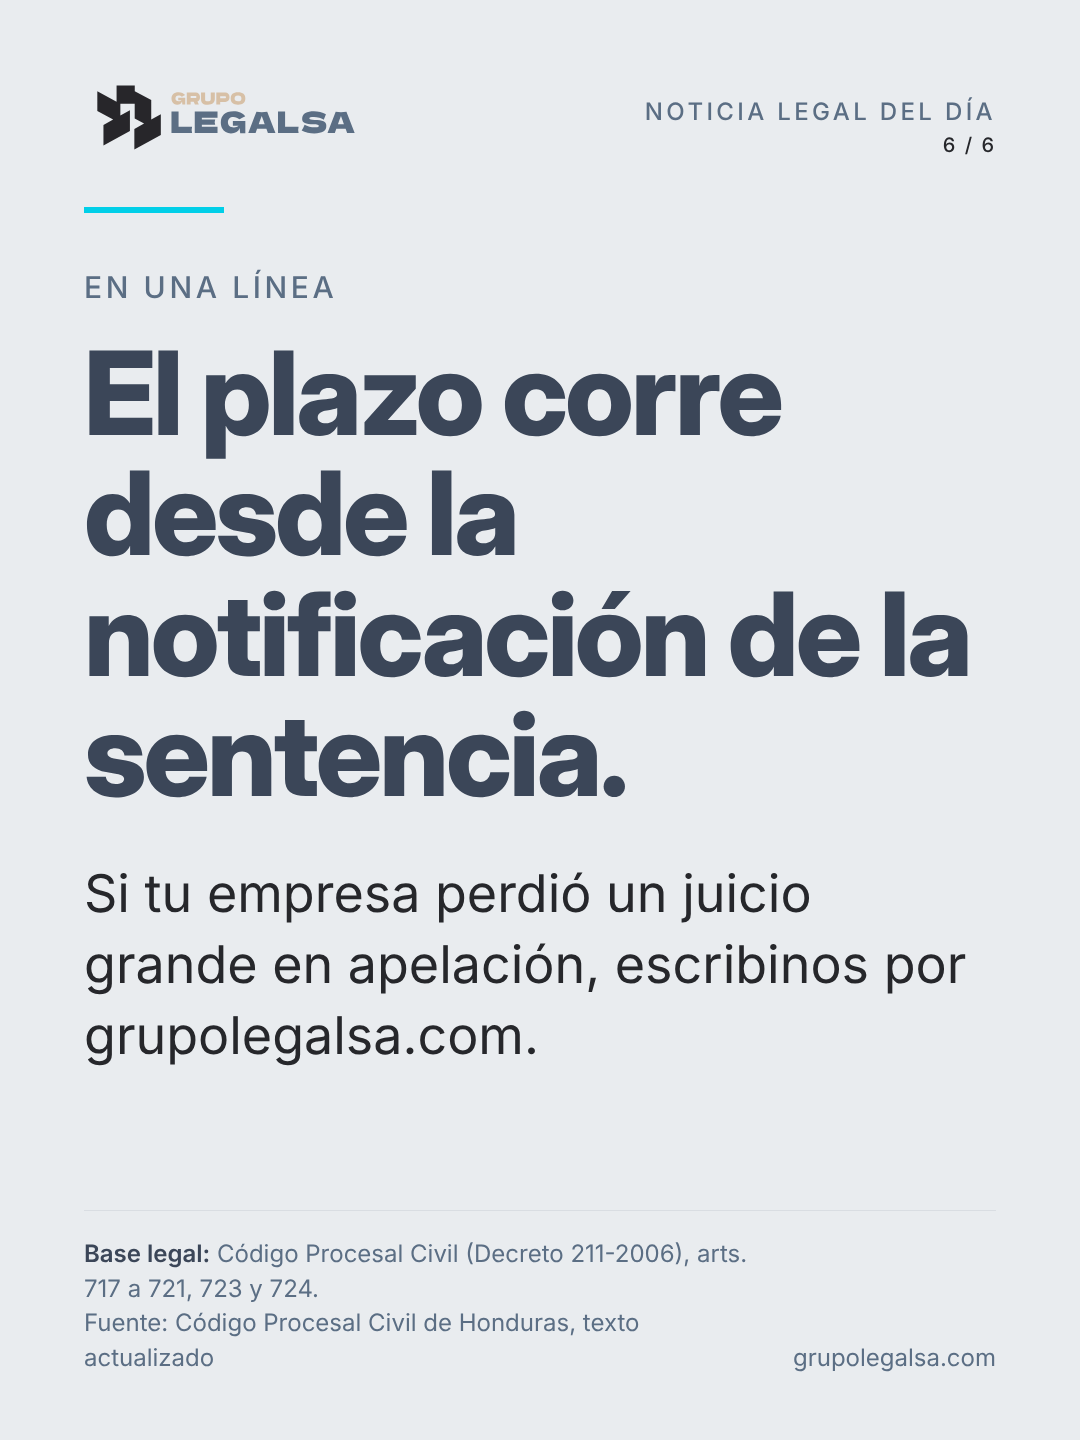 GRUPO
LEGALSA
NOTICIA LEGAL DEL DÍA
6 / 6
EN UNA LÍNEA
El plazo corre
desde la
notificación de la
sentencia.
Si tu empresa perdió un juicio
grande en apelación, escribinos por
grupolegalsa.com.
Base legal: Código Procesal Civil (Decreto 211-2006), arts.
717 a 721, 723 y 724.
Fuente: Código Procesal Civil de Honduras, texto
actualizado
grupolegalsa.com